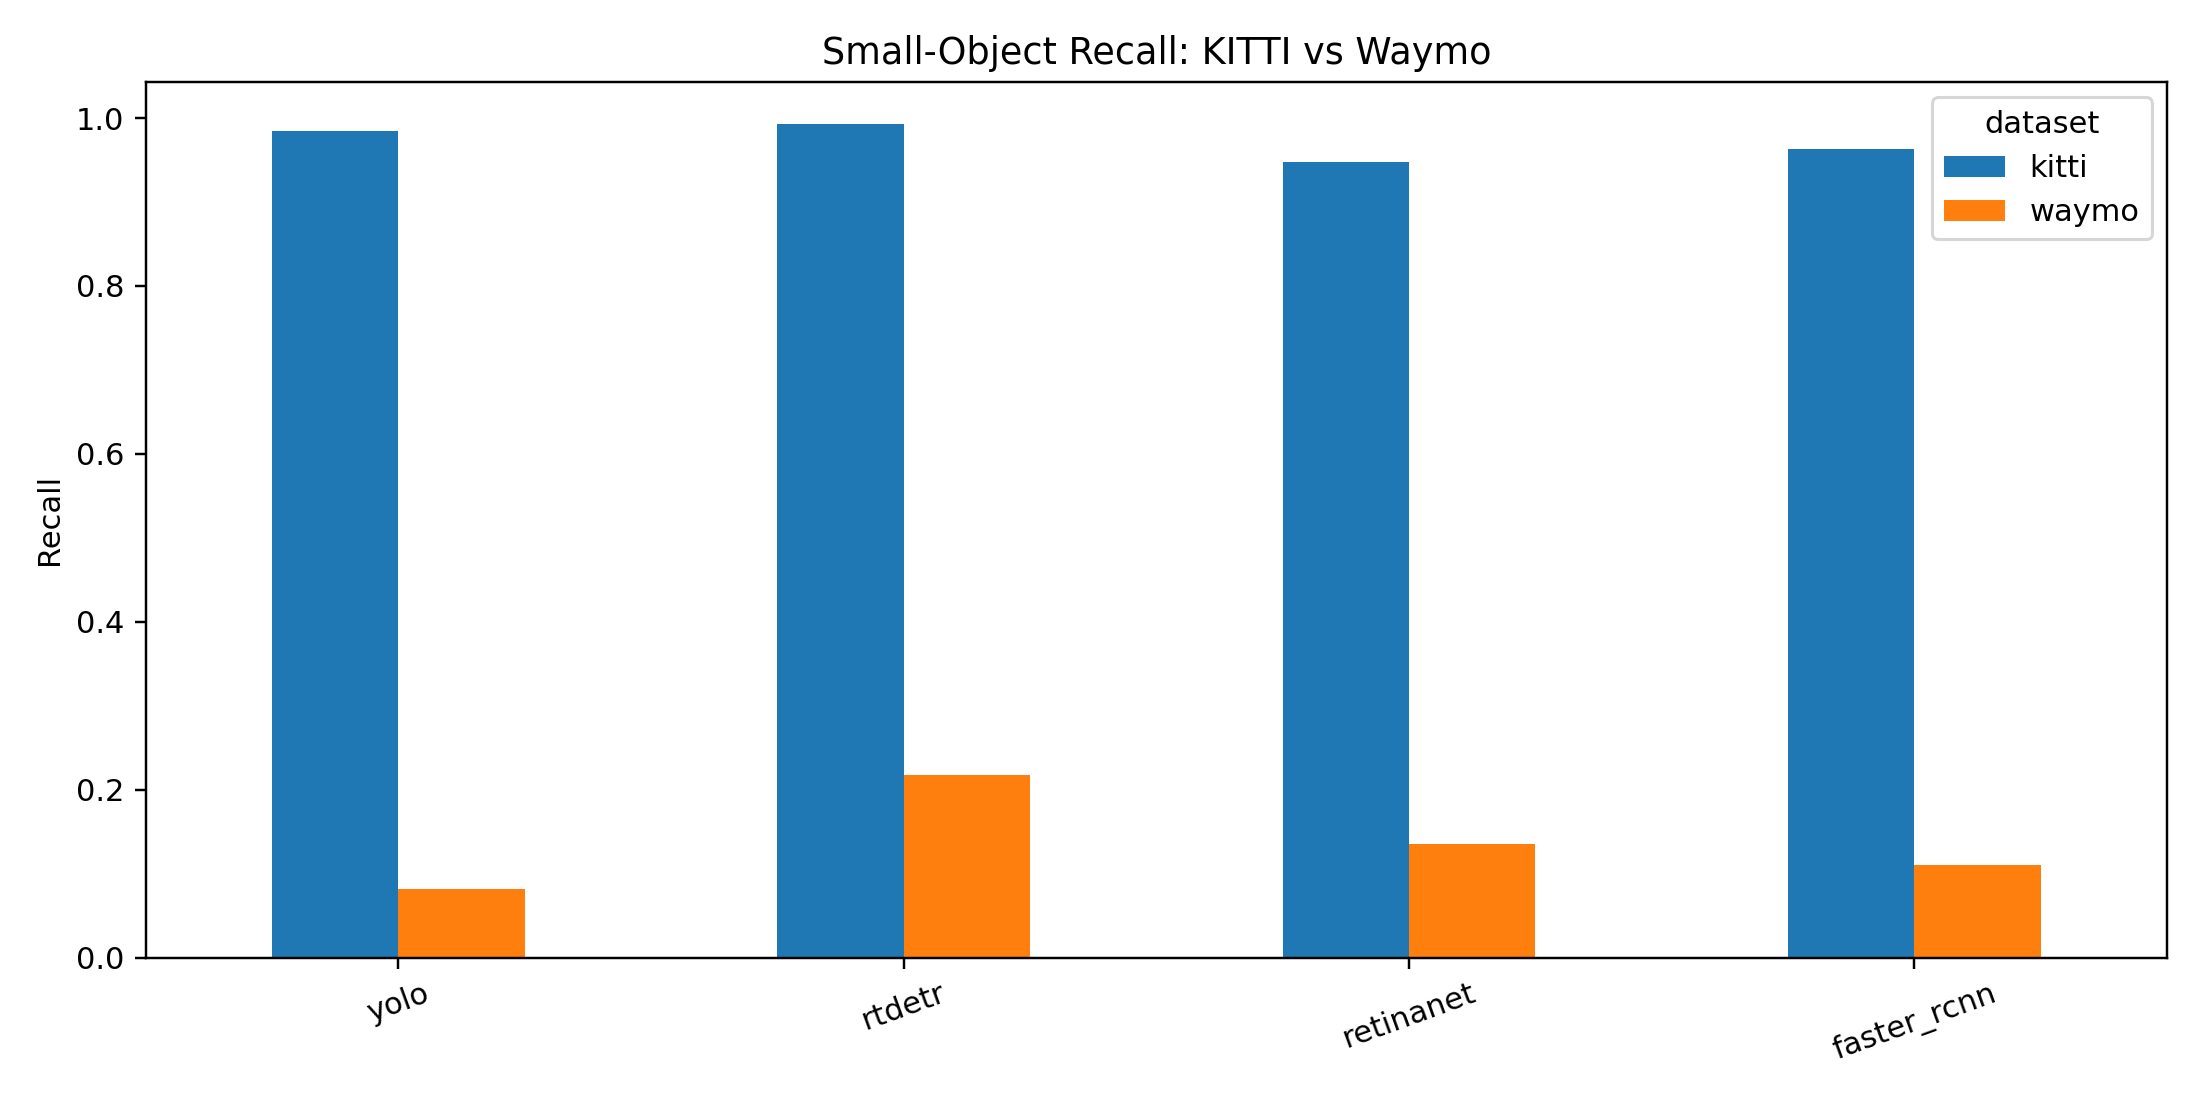 Small-Object Recall: KITTI vs Waymo
dataset
kitti
waymo
Recall
1.0
0.8
0.6
0.4
0.2
0.0
yolo
rtdetr
retinanet
faster_rcnn